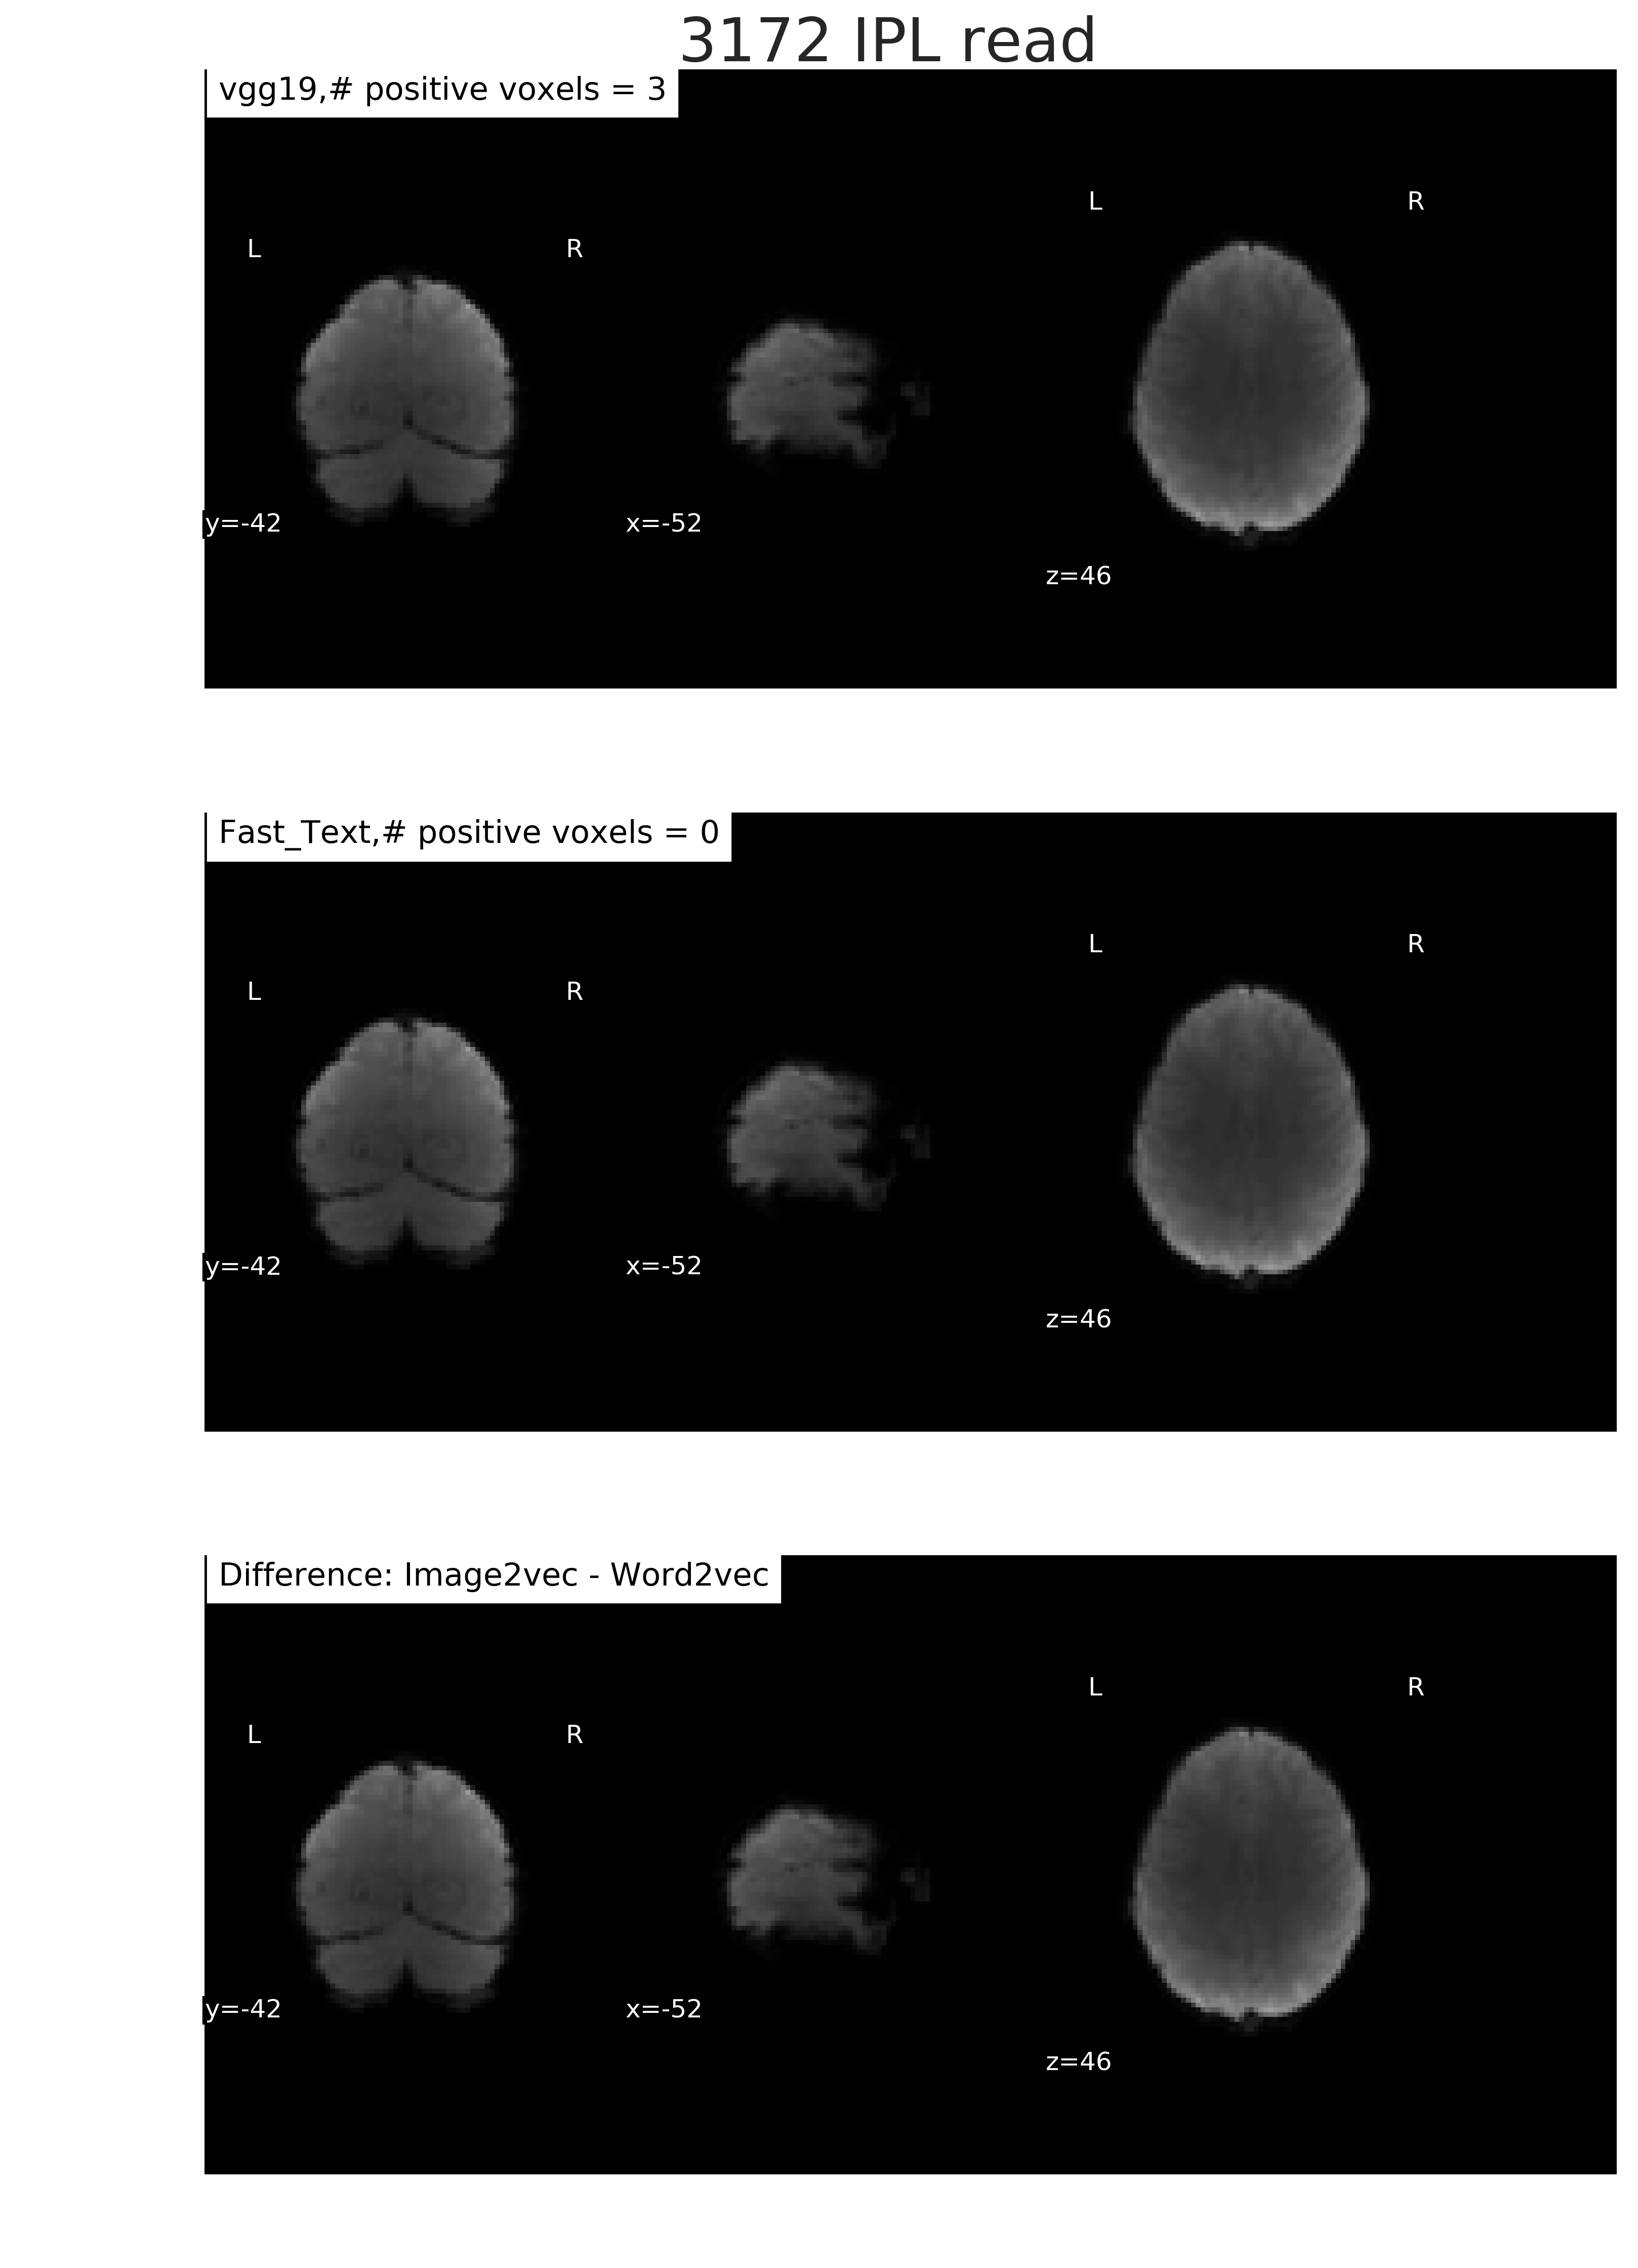 3172 IPL read
vgg19,# positive voxels = 3
L R
L R
y=-42 x=-52
z=46
Fast_Text,# positive voxels = 0
L R
L R
y=-42 x=-52
z=46
Difference: Image2vec - Word2vec
L R
L R
y=-42 x=-52
z=46